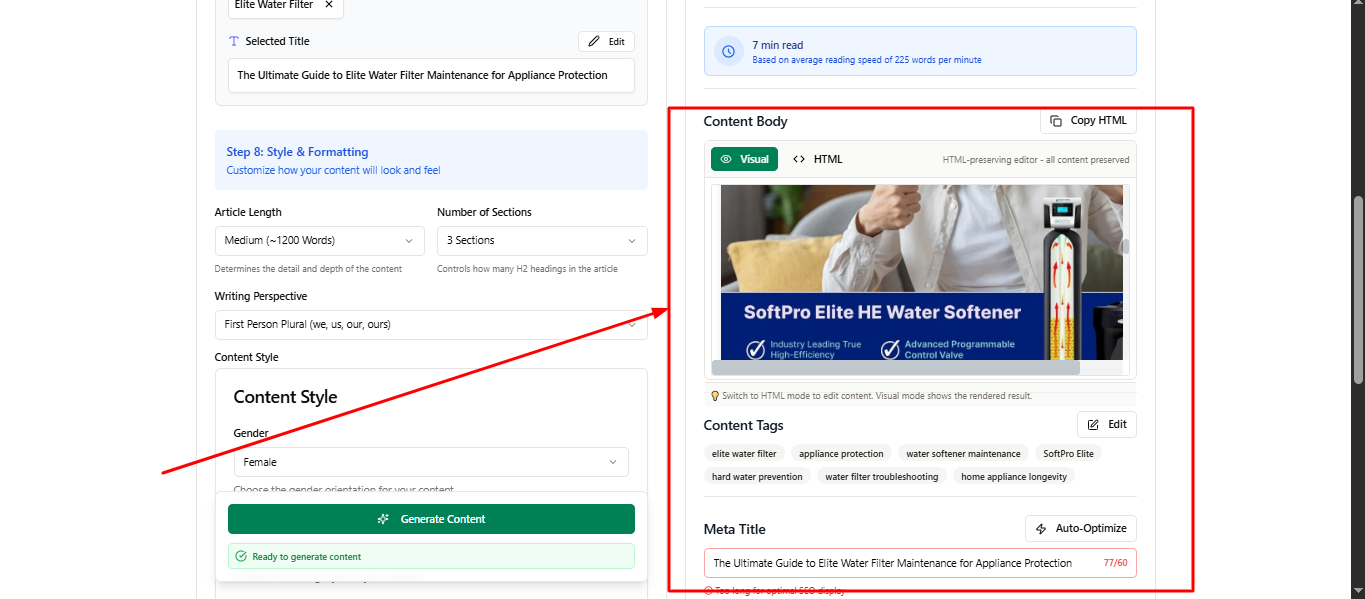 Elite Water Filter ✕
Selected Title
Edit
The Ultimate Guide to Elite Water Filter Maintenance for Appliance Protection
Step 8: Style & Formatting
Customize how your content will look and feel
Article Length
Number of Sections
Medium (~1200 Words)
3 Sections
Determines the detail and depth of the content
Controls how many H2 headings in the article
Writing Perspective
First Person Plural (we, us, our, ours)
Content Style
Content Style
Gender
Female
Choose the gender orientation for your content
Generate Content
Ready to generate content
7 min read
Based on average reading speed of 225 words per minute
Content Body
Copy HTML
Visual
HTML
HTML-preserving editor - all content preserved
SoftPro Elite HE Water Softener
Industry Leading True
High-Efficiency
Advanced Programmable
Control Valve
Switch to HTML mode to edit content. Visual mode shows the rendered result.
Content Tags
Edit
elite water filter
appliance protection
water softener maintenance
SoftPro Elite
hard water prevention
water filter troubleshooting
home appliance longevity
Meta Title
Auto-Optimize
The Ultimate Guide to Elite Water Filter Maintenance for Appliance Protection
77/60
Too long for optimal SEO display